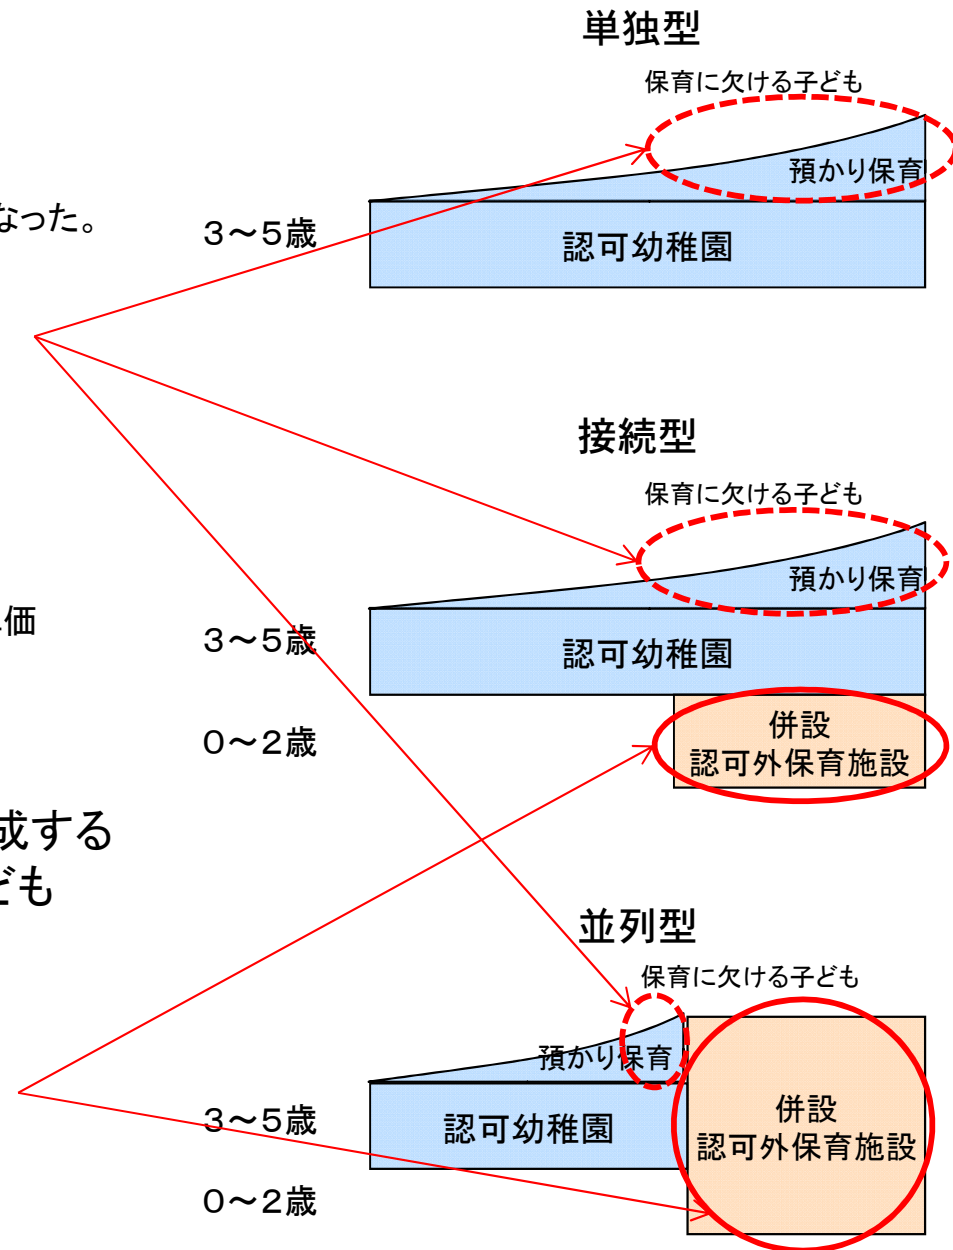 単独型
保育に欠ける子ども
預かり保育
なった。
3～5歳
認可幼稚園
接続型
保育に欠ける子ども
預かり保育
価
3～5歳
認可幼稚園
0～2歳
併設
認可外保育施設
成する
ども
並列型
保育に欠ける子ども
預かり保育
3～5歳
認可幼稚園
併設
認可外保育施設
0～2歳